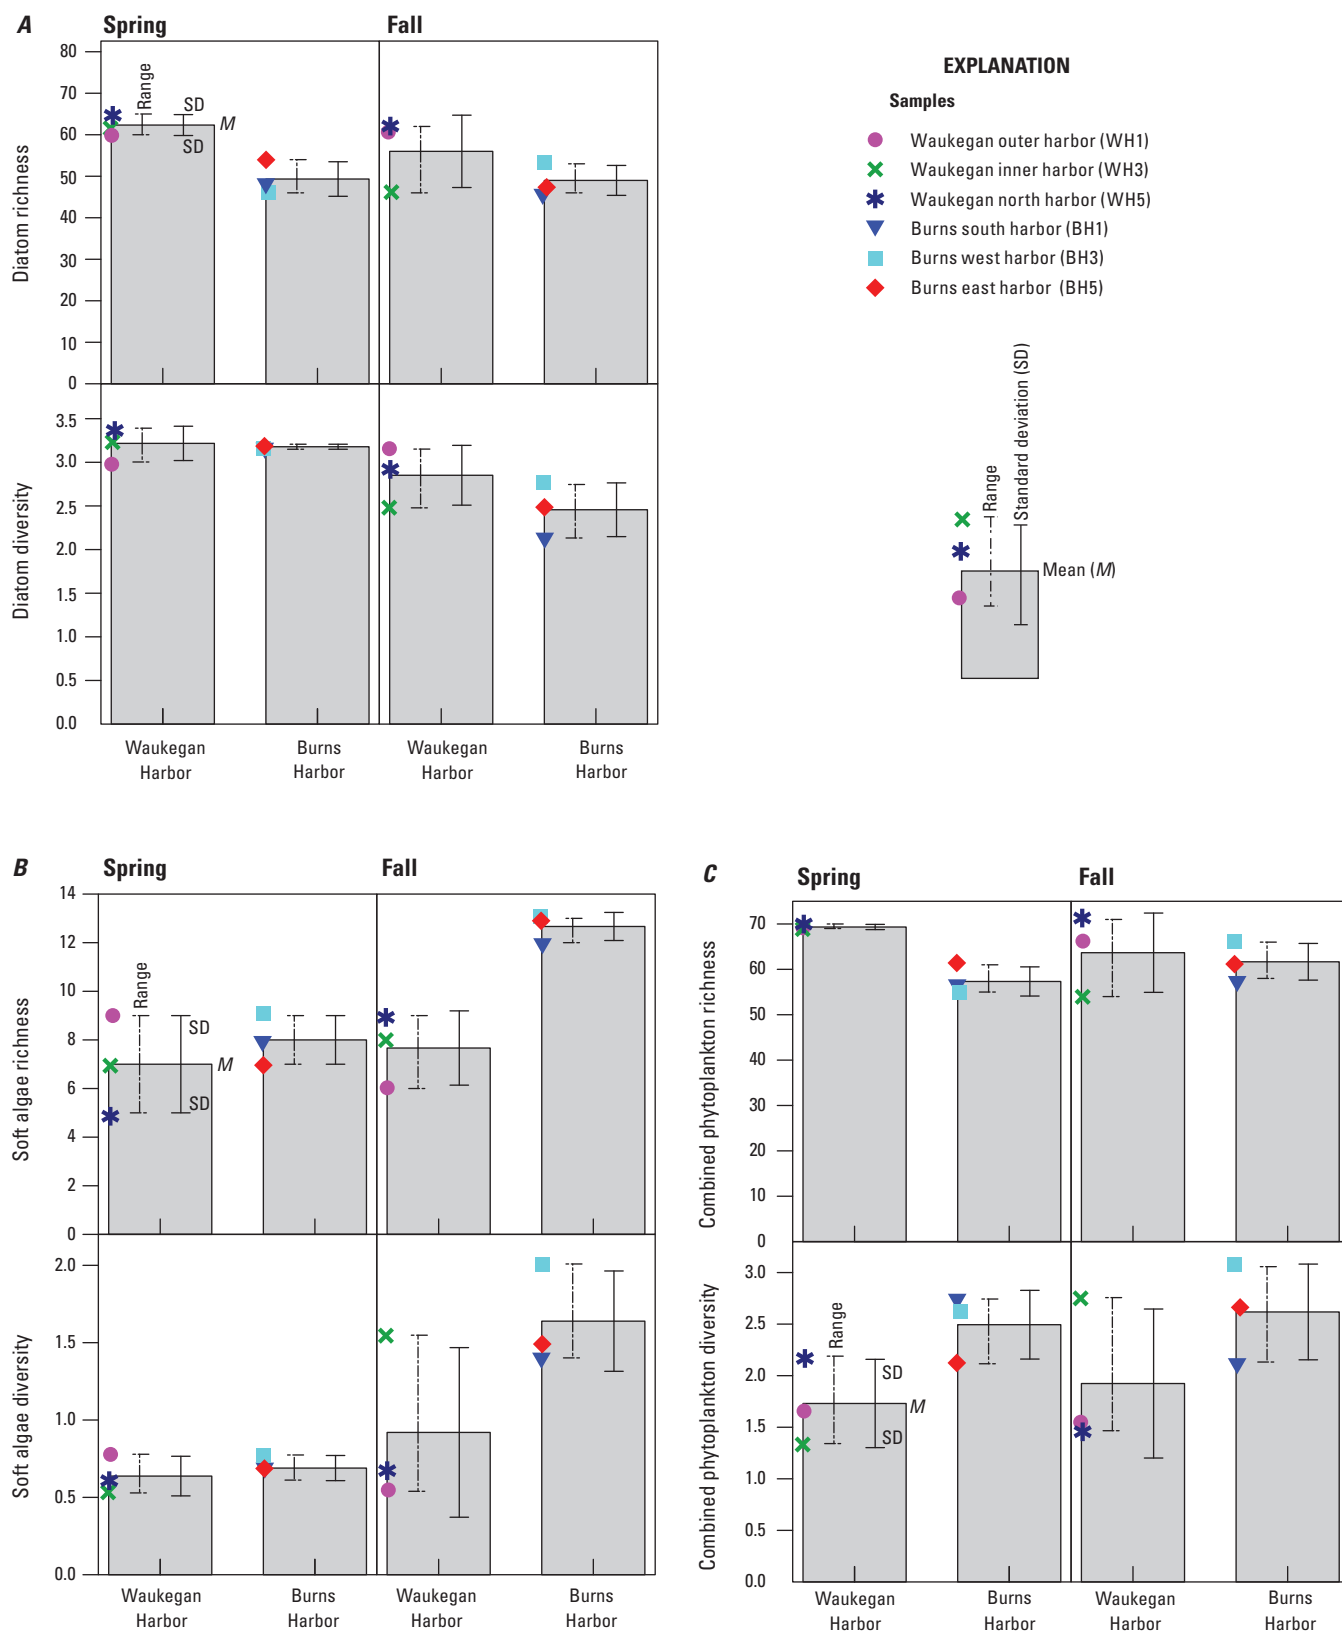 A
Spring
Fall
80
70
60
50
40
30
20
10
0
Diatom richness
Range
SD
M
SD
3.5
3.0
2.5
2.0
1.5
1.0
0.5
0.0
Diatom diversity
Waukegan
Harbor
Burns
Harbor
Waukegan
Harbor
Burns
Harbor
EXPLANATION
Samples
Waukegan outer harbor (WH1)
Waukegan inner harbor (WH3)
Waukegan north harbor (WH5)
Burns south harbor (BH1)
Burns west harbor (BH3)
Burns east harbor (BH5)
Range
Standard deviation (SD)
Mean (M)
B
Spring
Fall
14
12
10
8
6
4
2
0
Soft algae richness
Range
SD
M
SD
2.0
1.5
1.0
0.5
0.0
Soft algae diversity
Waukegan
Harbor
Burns
Harbor
Waukegan
Harbor
Burns
Harbor
C
Spring
Fall
70
60
50
40
30
20
10
0
Combined phytoplankton richness
3.0
2.5
2.0
1.5
1.0
0.5
0.0
Combined phytoplankton diversity
Range
SD
M
SD
Waukegan
Harbor
Burns
Harbor
Waukegan
Harbor
Burns
Harbor